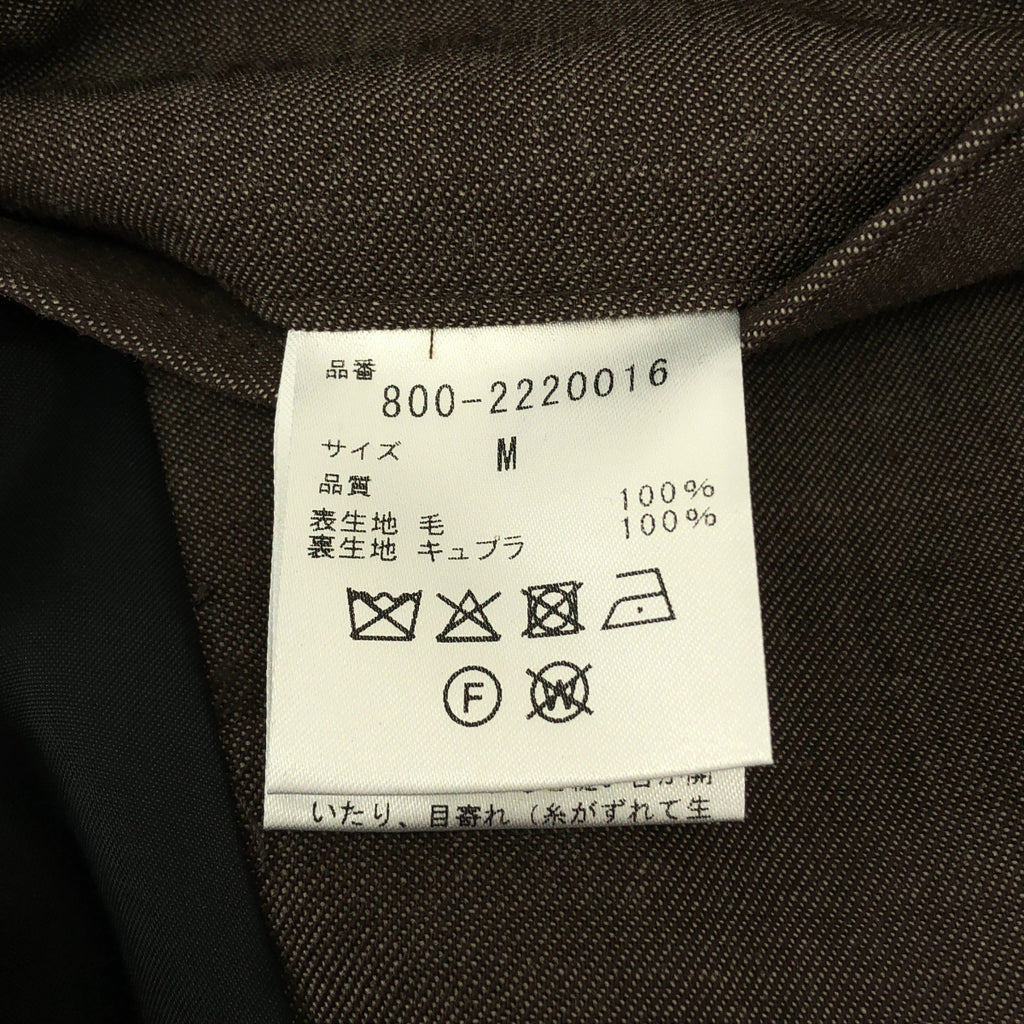 品番
800-2220016
サイズ M
品質
表生地 毛 100%
裏生地 キュプラ 100%
F W
いたり、目寄れ(糸がずれて生